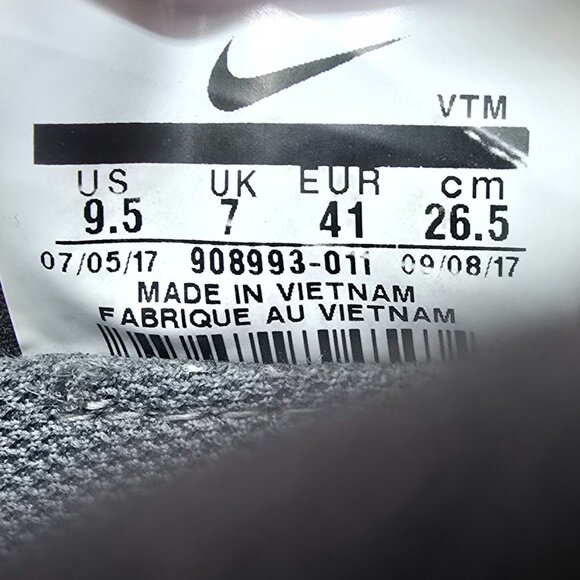 VTM
US UK EUR cm
9.5 7 41 26.5
07/05/17 908993-011 09/08/17
MADE IN VIETNAM
FABRIQUE AU VIETNAM